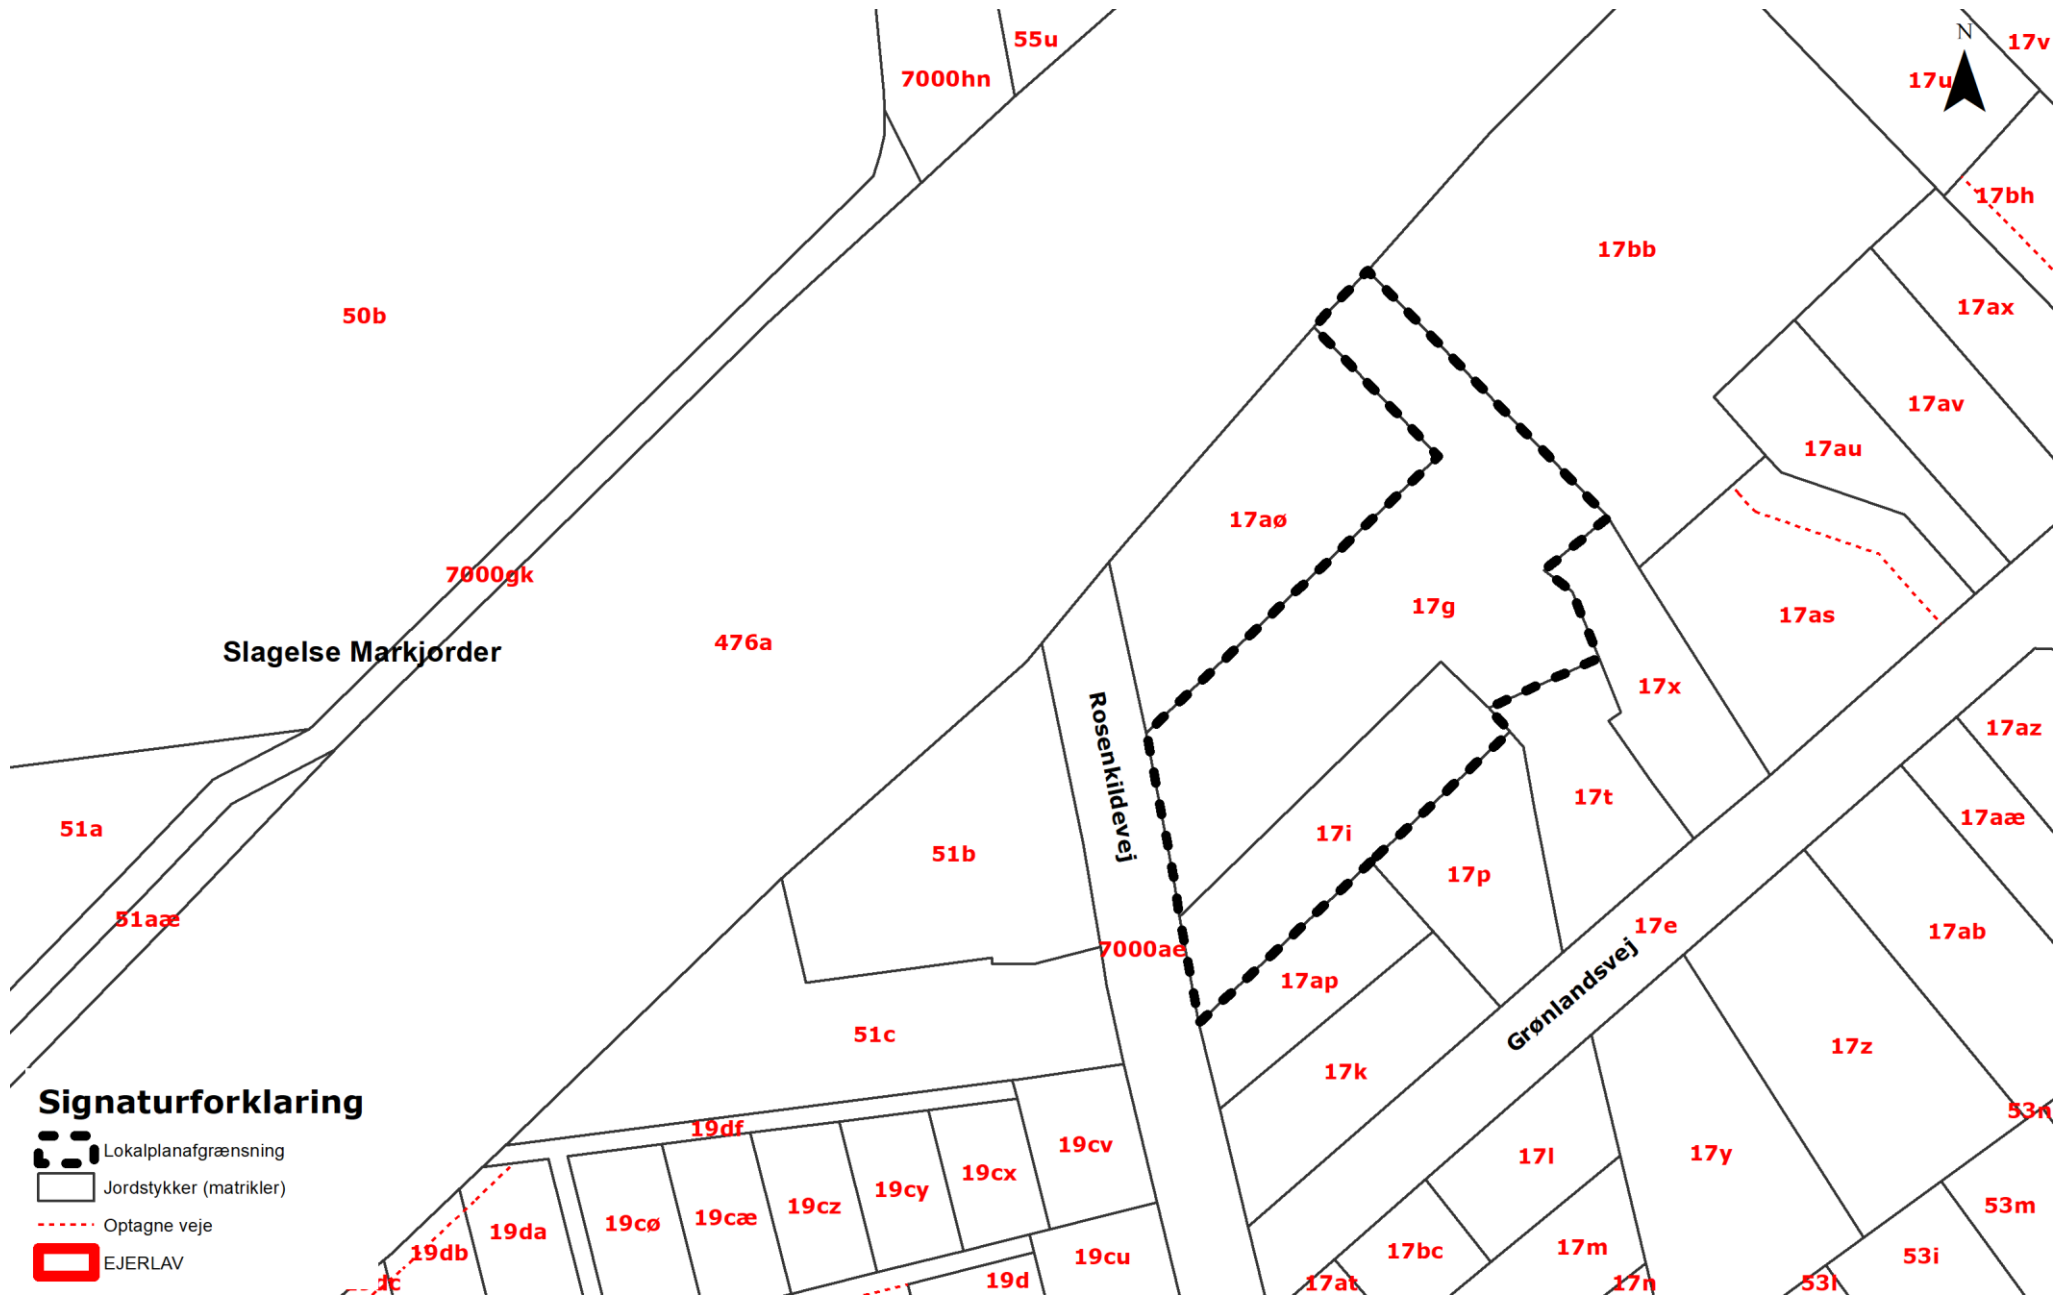 55u
N
17v
7000hn
17u
17bh
17bb
50b
17ax
17av
17au
17aø
7000gk
17g
17as
476a
Slagelse Markjorder
17x
Rosenkildevej
17az
17t
17aæ
51a
17i
51b
17p
51aæ
17e
17ab
7000ae
17ap
Grønlandsvej
51c
17z
17k
Signaturforklaring
53n
19df
Lokalplanafgrænsning
19cv
17l
17y
19cx
Jordstykker (matrikler)
19cy
19cz
53m
19cæ
19cø
Optagne veje
19da
19db
17bc
17m
53i
19cu
EJERLAV
19d
17at
17n
53l